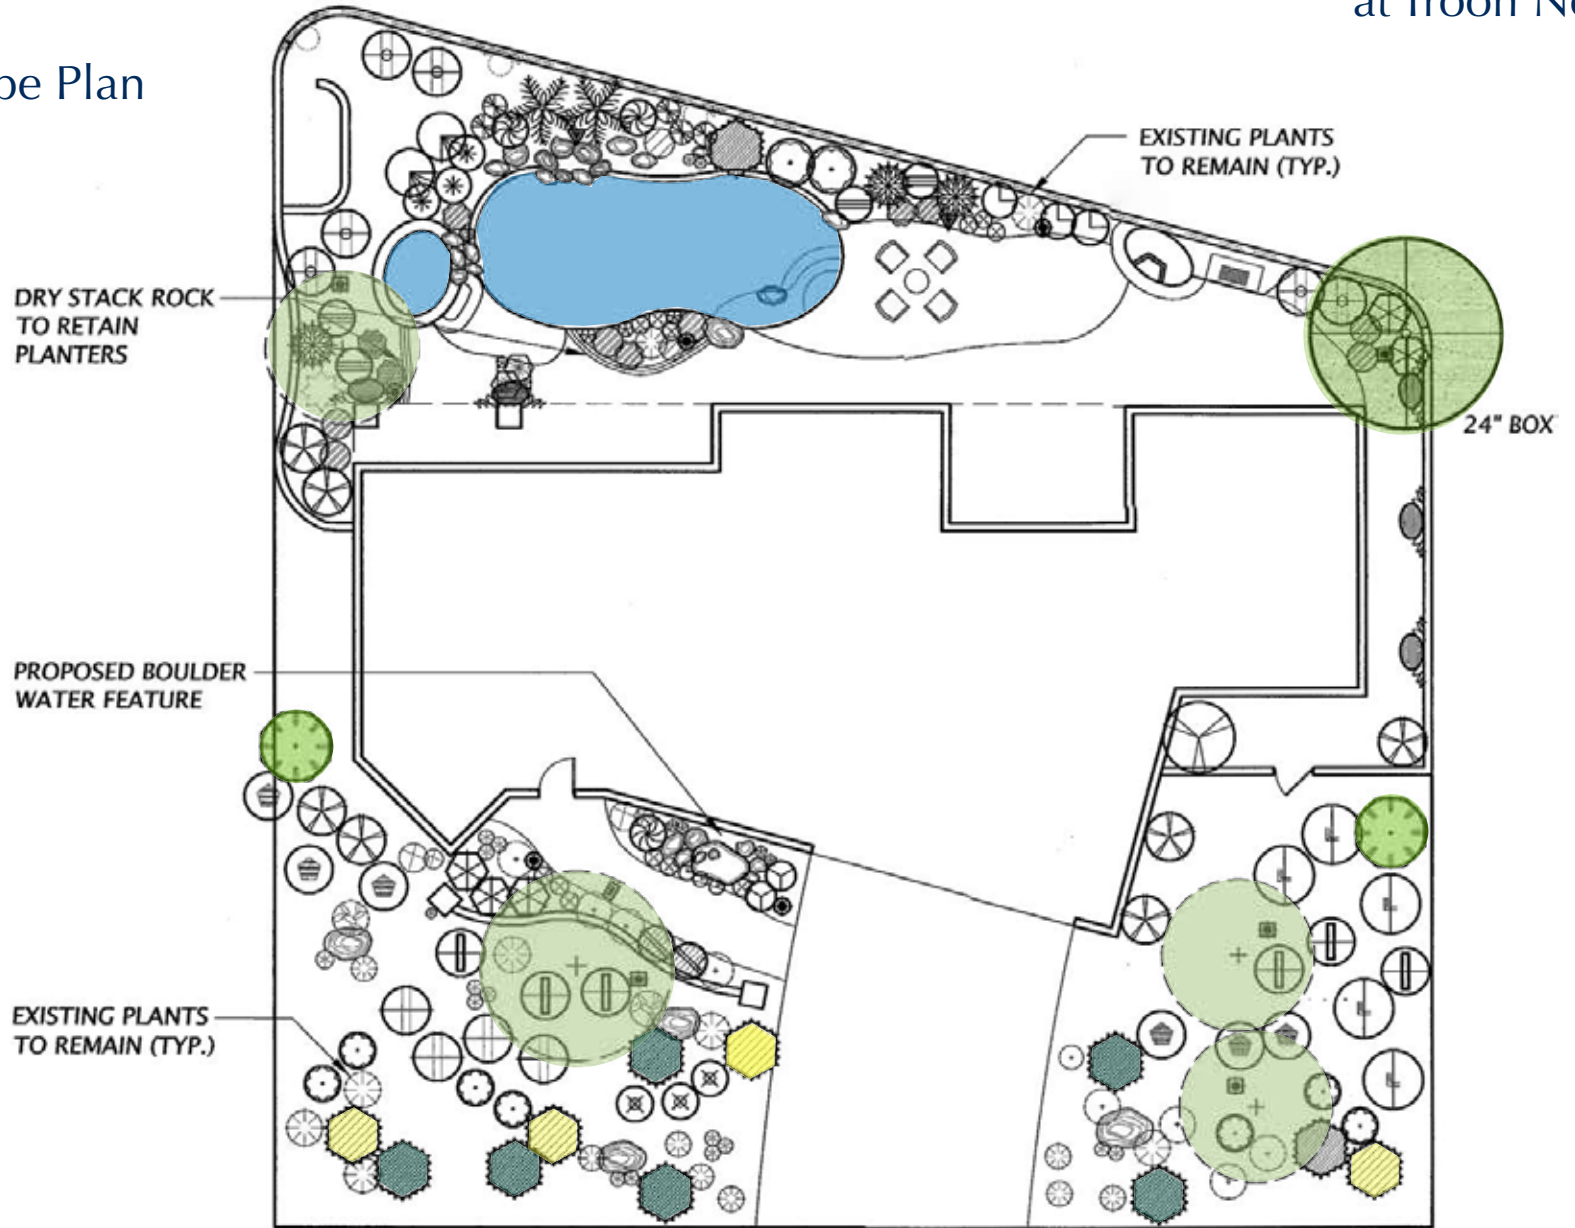 at Troon
pe Plan
EXISTING PLANTS
TO REMAIN (TYP.)
DRY STACK ROCK
TO RETAIN
PLANTERS
24" BOX
PROPOSED BOULDER
WATER FEATURE
EXISTING PLANTS
TO REMAIN (TYP.)